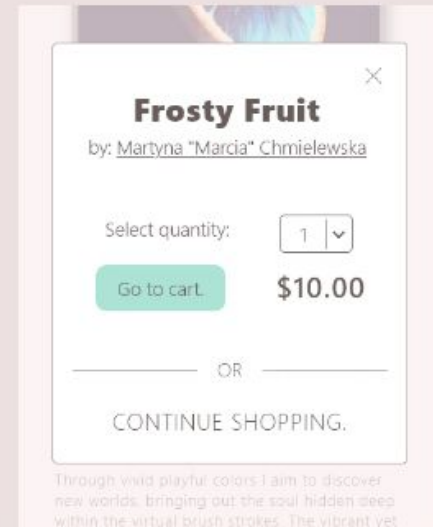 Frosty Fruit
by: Martyna "Marcia" Chmielewska
Select quantity:
1
Go to cart.
$10.00
OR
CONTINUE SHOPPING.
Through vivid playful colors I aim to discover
new worlds, bringing out the soul hidden deep
within the virtual brush strokes. The vibrant yet